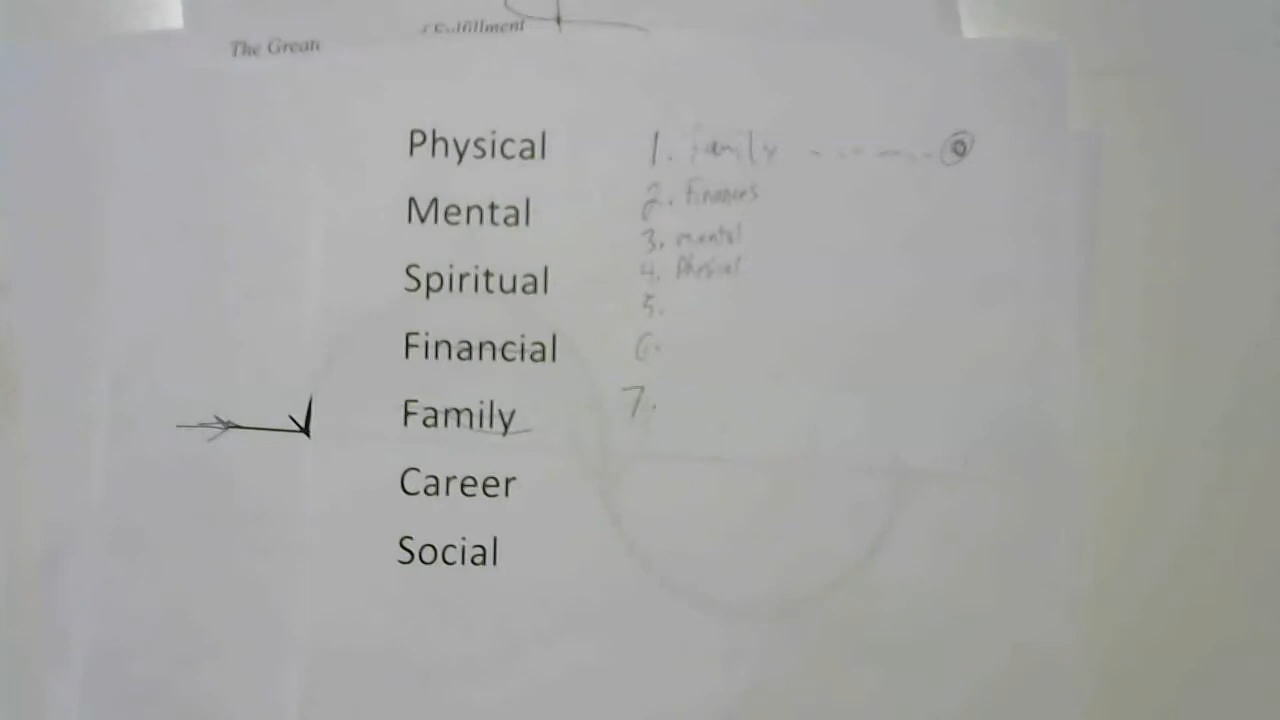 Fulfillment
The Great
Physical
Mental
Spiritual
Financial
Family
Career
Social
1. Family
2. Finances
3. mental
4. Physical
5.
6.
7.